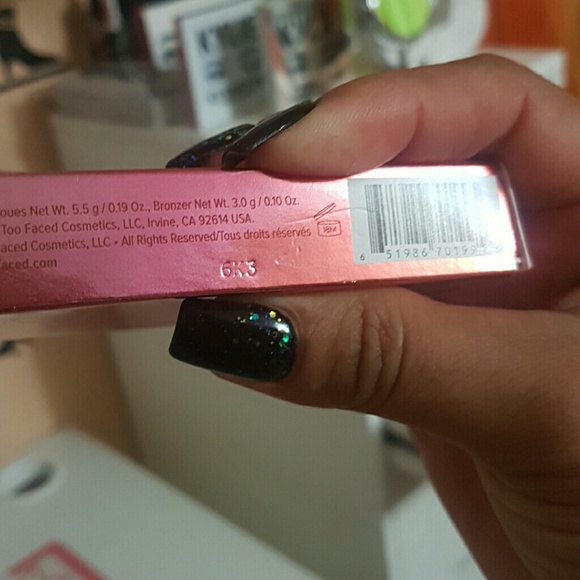 oues Net Wt. 5.5 g / 0.19 Oz., Bronzer Net Wt. 3.0 g / 0.10 Oz.
Too Faced Cosmetics, LLC, Irvine, CA 92614 USA.
aced Cosmetics, LLC • All Rights Reserved/Tous droits réservés
aced.com
18M
6K3
6 51986 70199